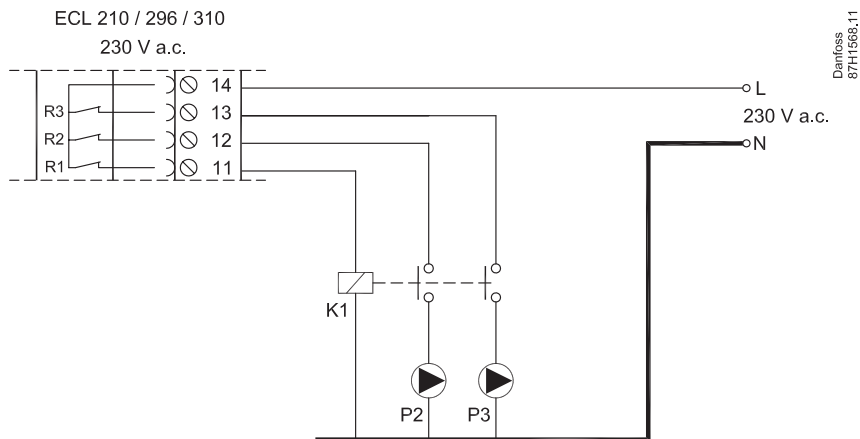 ECL 210 / 296 / 310
230 V a.c.
Danfoss
87H1568.11
14
L
R3
13
230 V a.c.
R2
12
N
R1
11
K1
P2
P3